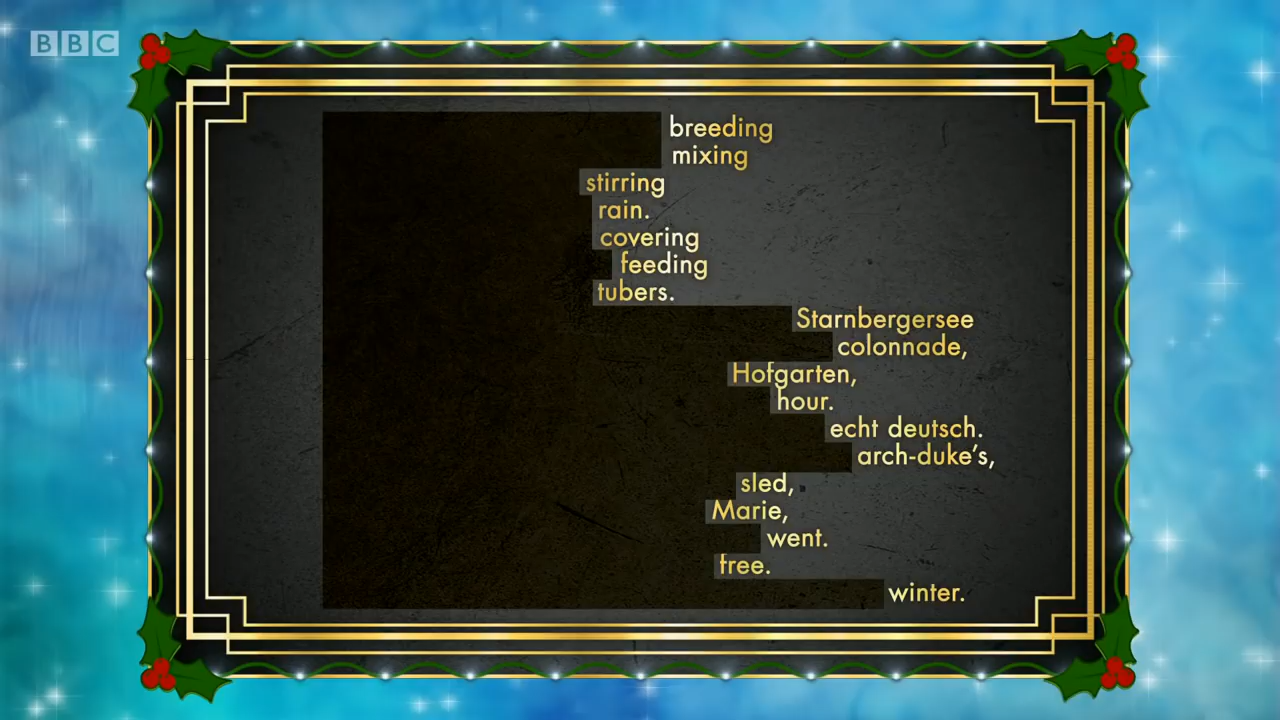 BBC
breeding
mixing
stirring
rain.
covering
feeding
tubers.
Starnbergersee
colonnade,
Hofgarten,
hour.
echt deutsch.
arch-duke's,
sled,
Marie,
went.
free.
winter.